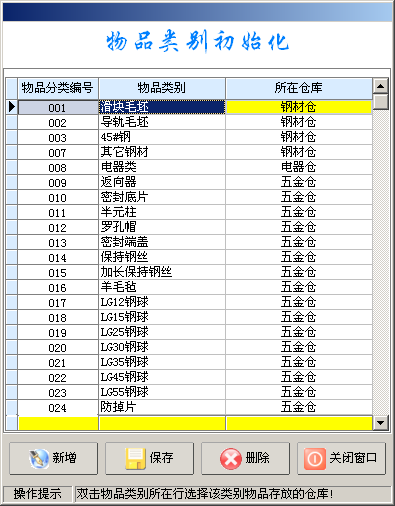 物品类别初始化
物品分类编号 物品类别 所在仓库
001 滑块毛坯 钢材仓
002 导轨毛坯 钢材仓
003 45#钢 钢材仓
007 其它钢材 钢材仓
008 电器类 电器仓
009 返向器 五金仓
010 密封底片 五金仓
011 半元柱 五金仓
012 罗孔帽 五金仓
013 密封端盖 五金仓
014 保持钢丝 五金仓
015 加长保持钢丝 五金仓
016 羊毛毡 五金仓
017 LG12钢球 五金仓
018 LG15钢球 五金仓
019 LG25钢球 五金仓
020 LG30钢球 五金仓
021 LG35钢球 五金仓
022 LG45钢球 五金仓
023 LG55钢球 五金仓
024 防掉片 五金仓
新增 保存 删除 关闭窗口
操作提示 双击物品类别所在行选择该类别物品存放的仓库!